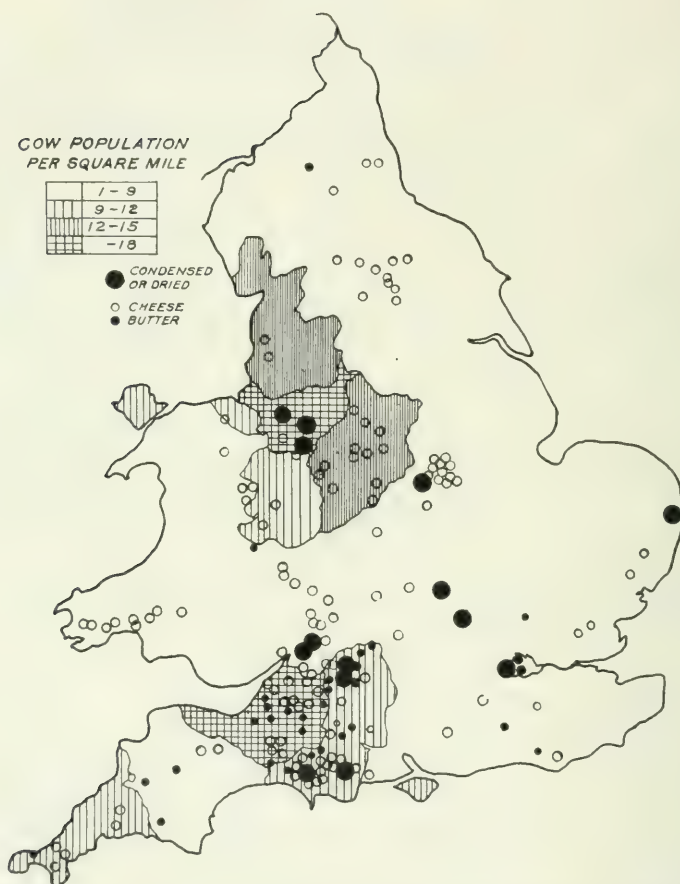 COW POPULATION
PER SQUARE MILE
1-9
9-12
12-15
-18
CONDENSED
OR DRIED
CHEESE
BUTTER